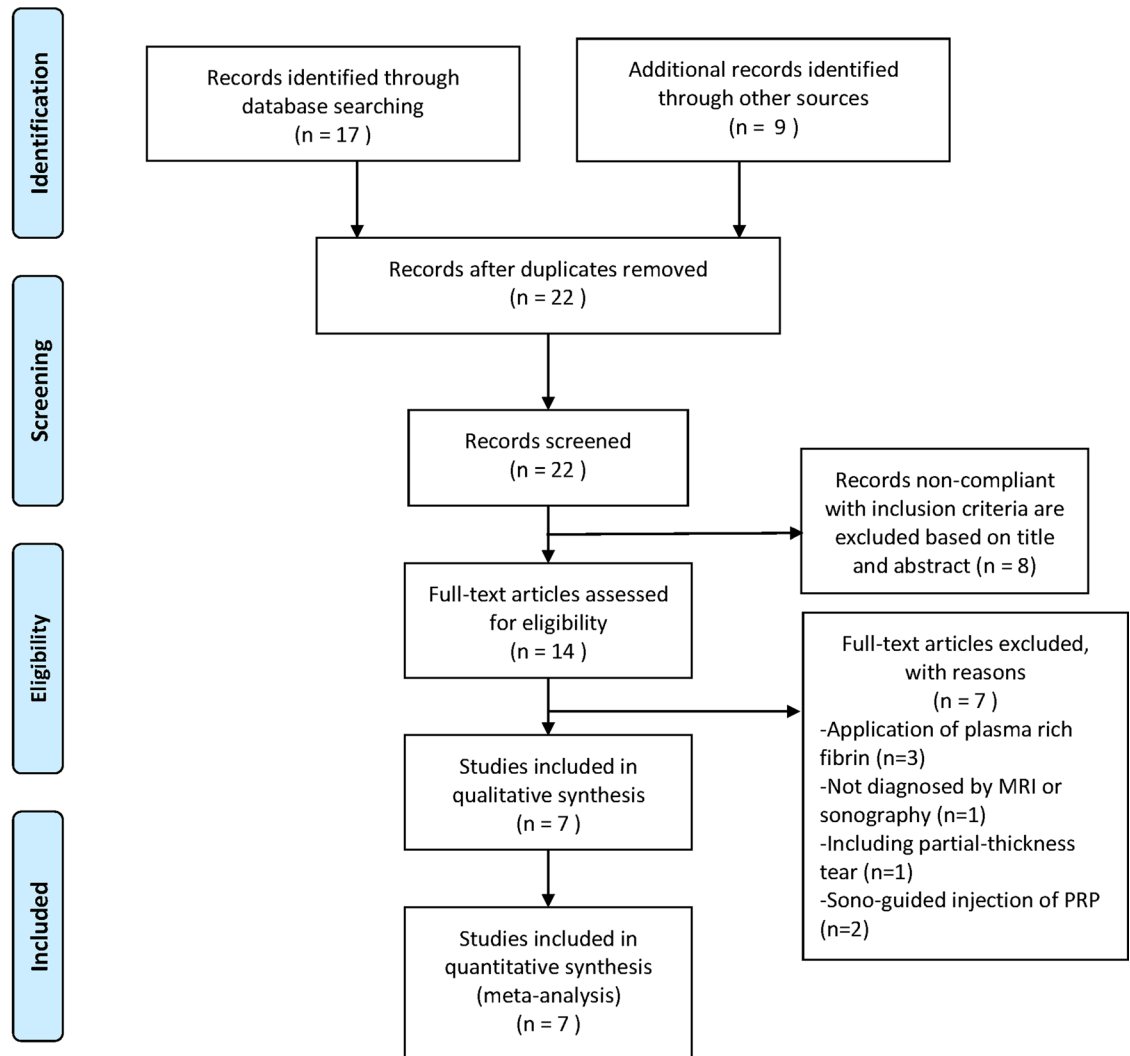 Identification
Records identified through
database searching
(n = 17 )
Additional records identified
through other sources
(n =  9 )
Records after duplicates removed
(n = 22 )
Screening
Records screened
(n = 22 )
Records non-compliant
with inclusion criteria are
excluded based on title
and abstract (n = 8)
Eligibility
Full-text articles assessed
for eligibility
(n = 14 )
Full-text articles excluded,
with reasons
(n = 7 )
-Application of plasma rich
fibrin (n=3)
-Not diagnosed by MRI or
sonography (n=1)
-Including partial-thickness
tear (n=1)
-Sono-guided injection of PRP
(n=2)
Studies included in
qualitative synthesis
(n = 7 )
Included
Studies included in
quantitative synthesis
(meta-analysis)
(n = 7 )